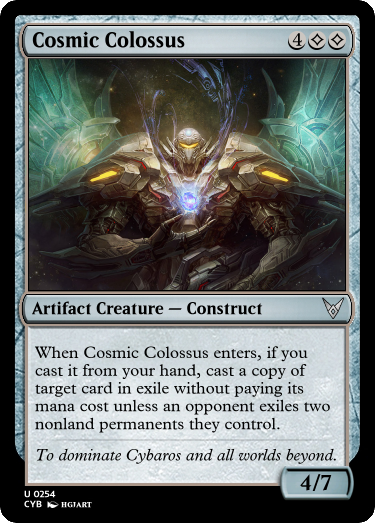 Cosmic Colossus 4
Artifact Creature — Construct
When Cosmic Colossus enters, if you
cast it from your hand, cast a copy of
target card in exile without paying its
mana cost unless an opponent exiles two
nonland permanents they control.
To dominate Cybaros and all worlds beyond.
4/7
U 0254
CYB HGJART